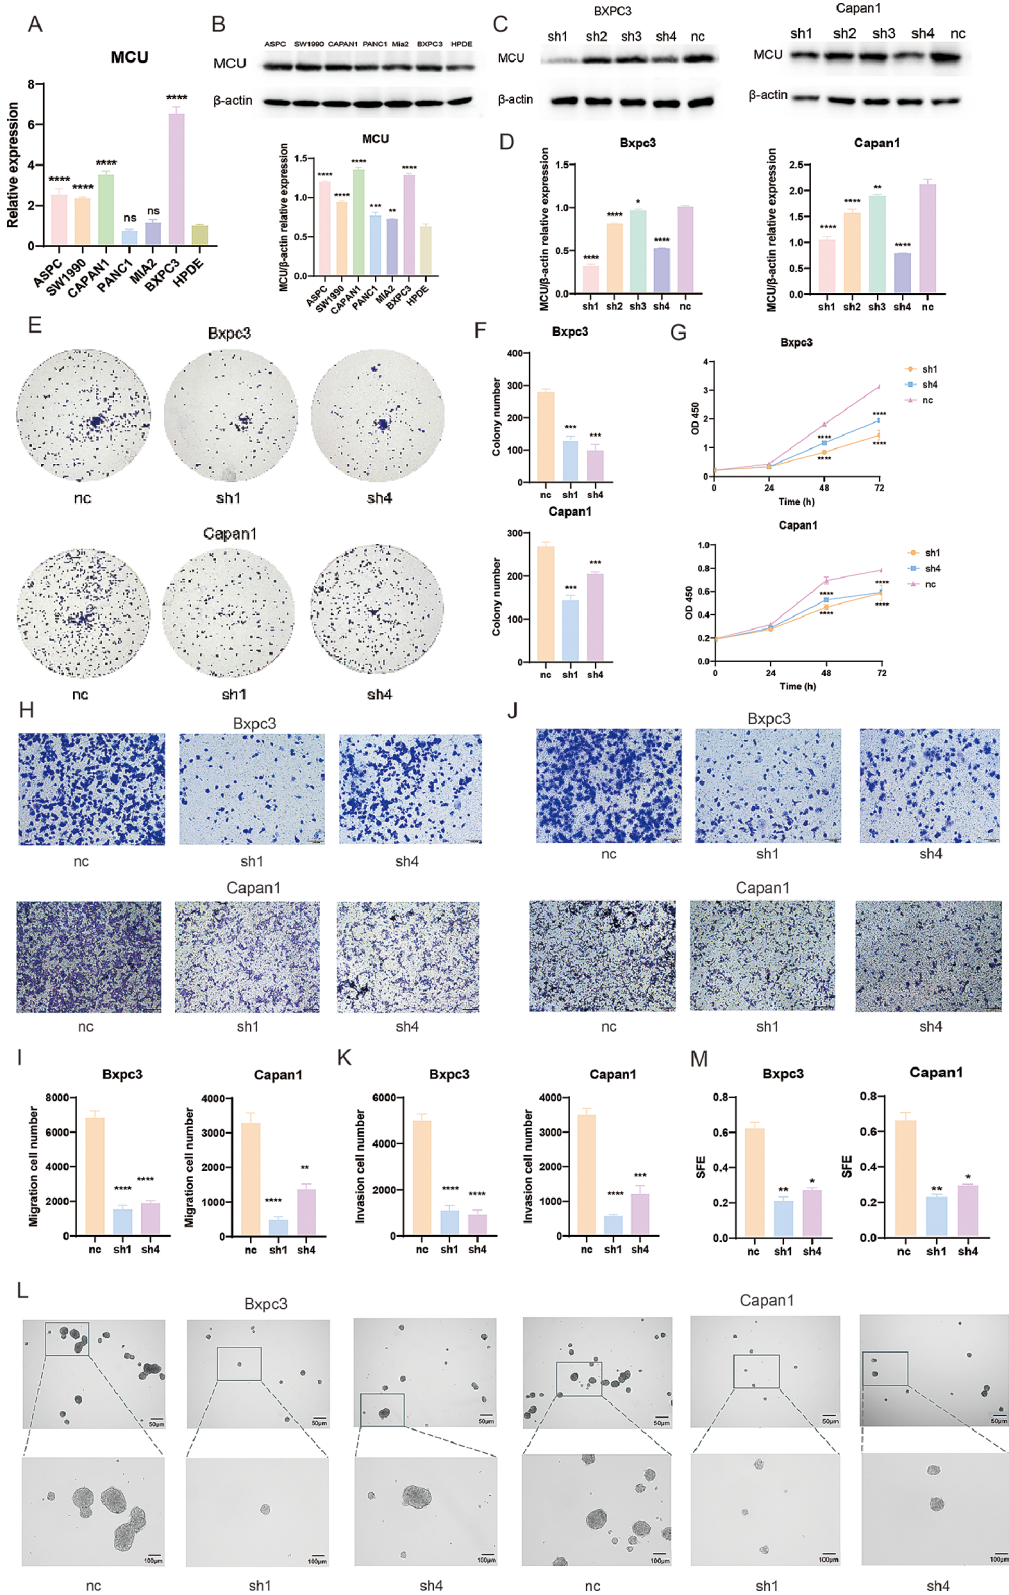 A
MCU
Relative expression
8
6
4
2
0
****
****
****
ns
ns
****
ASPC
SW1990
CAPAN1
PANC1
MIA2
BXPC3
HPDE
B
ASPC SW1990 CAPAN1 PANC1 Mia2 BXPC3 HPDE
MCU
β-actin
MCU
MCU/β-actin relative expression
1.5
1.0
0.5
0.0
****
****
****
***
**
****
ASPC
SW1990
CAPAN1
PANC1
MIA2
BXPC3
HPDE
C
BXPC3
sh1 sh2 sh3 sh4 nc
MCU
β-actin
Capan1
sh1 sh2 sh3 sh4 nc
MCU
β-actin
D
Bxpc3
MCU/β-actin relative expression
1.5
1.0
0.5
0.0
****
****
*
****
sh1 sh2 sh3 sh4 nc
Capan1
MCU/β-actin relative expression
2.5
2.0
1.5
1.0
0.5
0.0
****
****
**
****
sh1 sh2 sh3 sh4 nc
E
Bxpc3
nc sh1 sh4
Capan1
nc sh1 sh4
F
Bxpc3
Colony number
400
300
200
100
0
***
***
nc sh1 sh4
Capan1
Colony number
300
200
100
0
***
***
nc sh1 sh4
G
Bxpc3
OD 450
4
3
2
1
0
****
****
****
****
0 24 48 72
Time (h)
sh1
sh4
nc
Capan1
OD 450
1.0
0.8
0.6
0.4
0.2
0.0
****
****
****
****
0 24 48 72
Time (h)
sh1
sh4
nc
H
Bxpc3
nc sh1 sh4
Capan1
nc sh1 sh4
J
Bxpc3
nc sh1 sh4
Capan1
nc sh1 sh4
I
Bxpc3
Migration cell number
8000
6000
4000
2000
0
****
****
nc sh1 sh4
Capan1
Migration cell number
4000
3000
2000
1000
0
****
**
nc sh1 sh4
K
Bxpc3
Invasion cell number
6000
4000
2000
0
****
****
nc sh1 sh4
Capan1
Invasion cell number
4000
3000
2000
1000
0
****
***
nc sh1 sh4
M
Bxpc3
SFE
0.8
0.6
0.4
0.2
0.0
**
*
nc sh1 sh4
Capan1
SFE
0.8
0.6
0.4
0.2
0.0
**
*
nc sh1 sh4
L
Bxpc3
Capan1
50μm 50μm 50μm 50μm 50μm 50μm
100μm 100μm 100μm 100μm 100μm 100μm
nc sh1 sh4 nc sh1 sh4